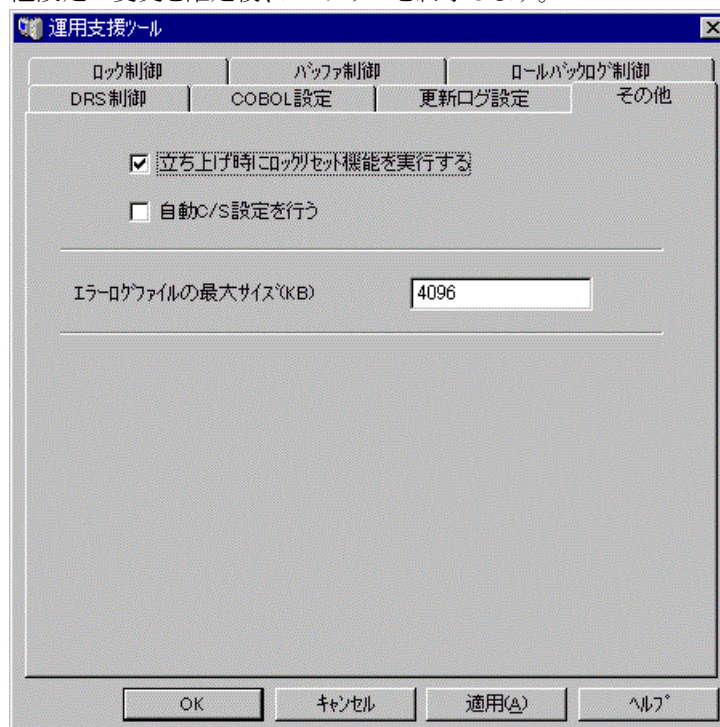 運用支援ツール
ロック制御 バッファ制御 ロールバックログ制御
DRS制御 COBOL設定 更新ログ設定 その他
立ち上げ時にロックリセット機能を実行する
自動C/S設定を行う
エラーログファイルの最大サイズ(KB) 4096
OK キャンセル 適用(A) ヘルプ